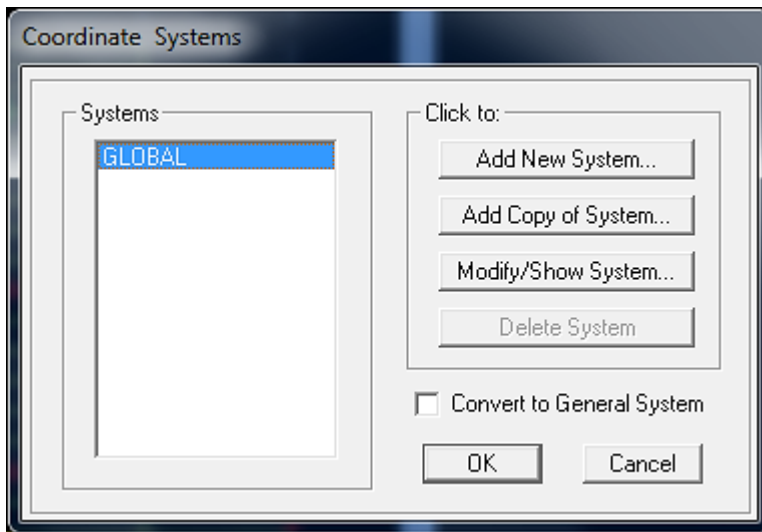 Coordinate Systems
Systems
GLOBAL
Click to:
Add New System...
Add Copy of System...
Modify/Show System...
Delete System
Convert to General System
OK
Cancel